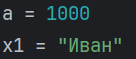 a = 1000
x1 = "Иван"